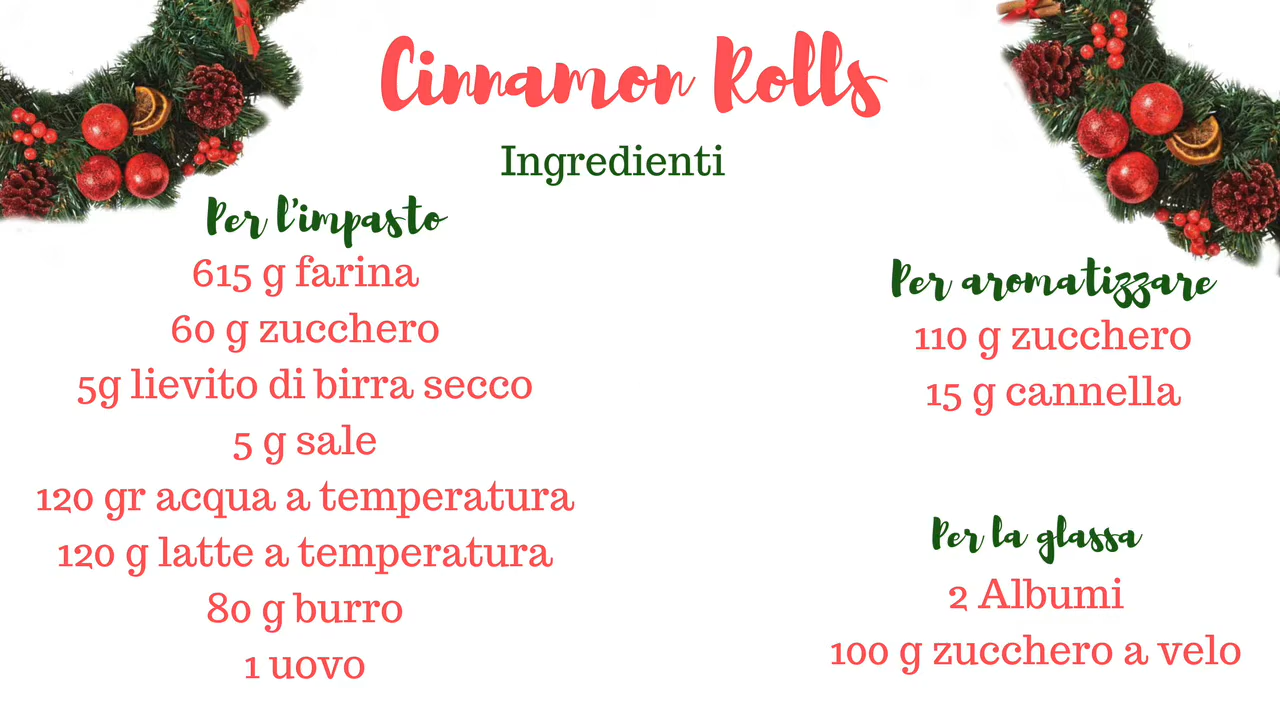 Cinnamon Rolls
Ingredienti
Per l'impasto
615 g farina
60 g zucchero
5g lievito di birra secco
5 g sale
120 gr acqua a temperatura
120 g latte a temperatura
80 g burro
1 uovo
Per aromatizzare
110 g zucchero
15 g cannella
Per la glassa
2 Albumi
100 g zucchero a velo